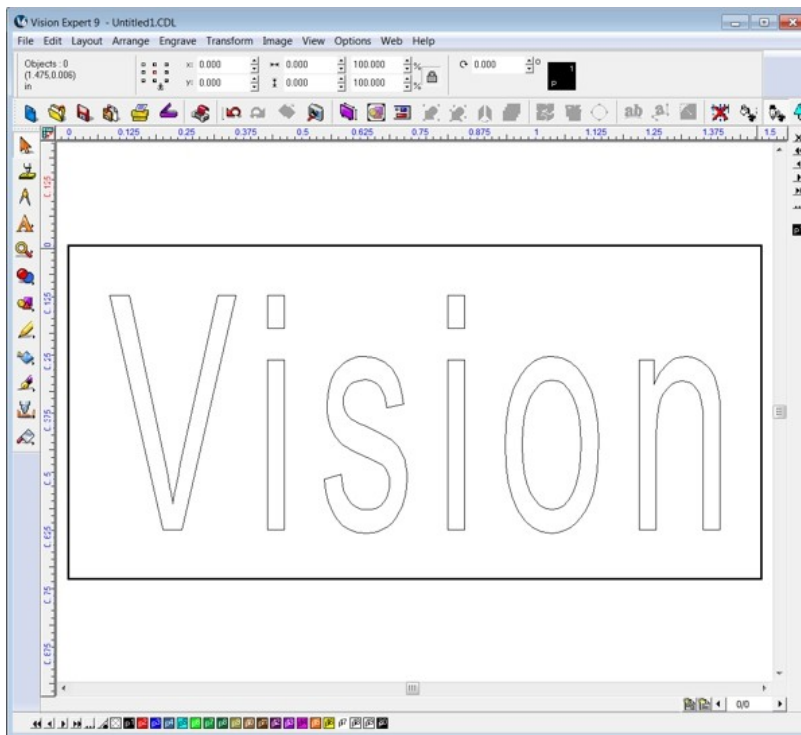 Vision Expert 9 - Untitled1.CDL
File Edit Layout Arrange Engrave Transform Image View Options Web Help
Objects : 0
(1.475,0.006)
in
x: 0.000 0.000 100.000 % 0.000 °
y: 0.000 0.000 100.000 %
0 0.125 0.25 0.375 0.5 0.625 0.75 0.875 1 1.125 1.25 1.375 1.5
Vision
0/0